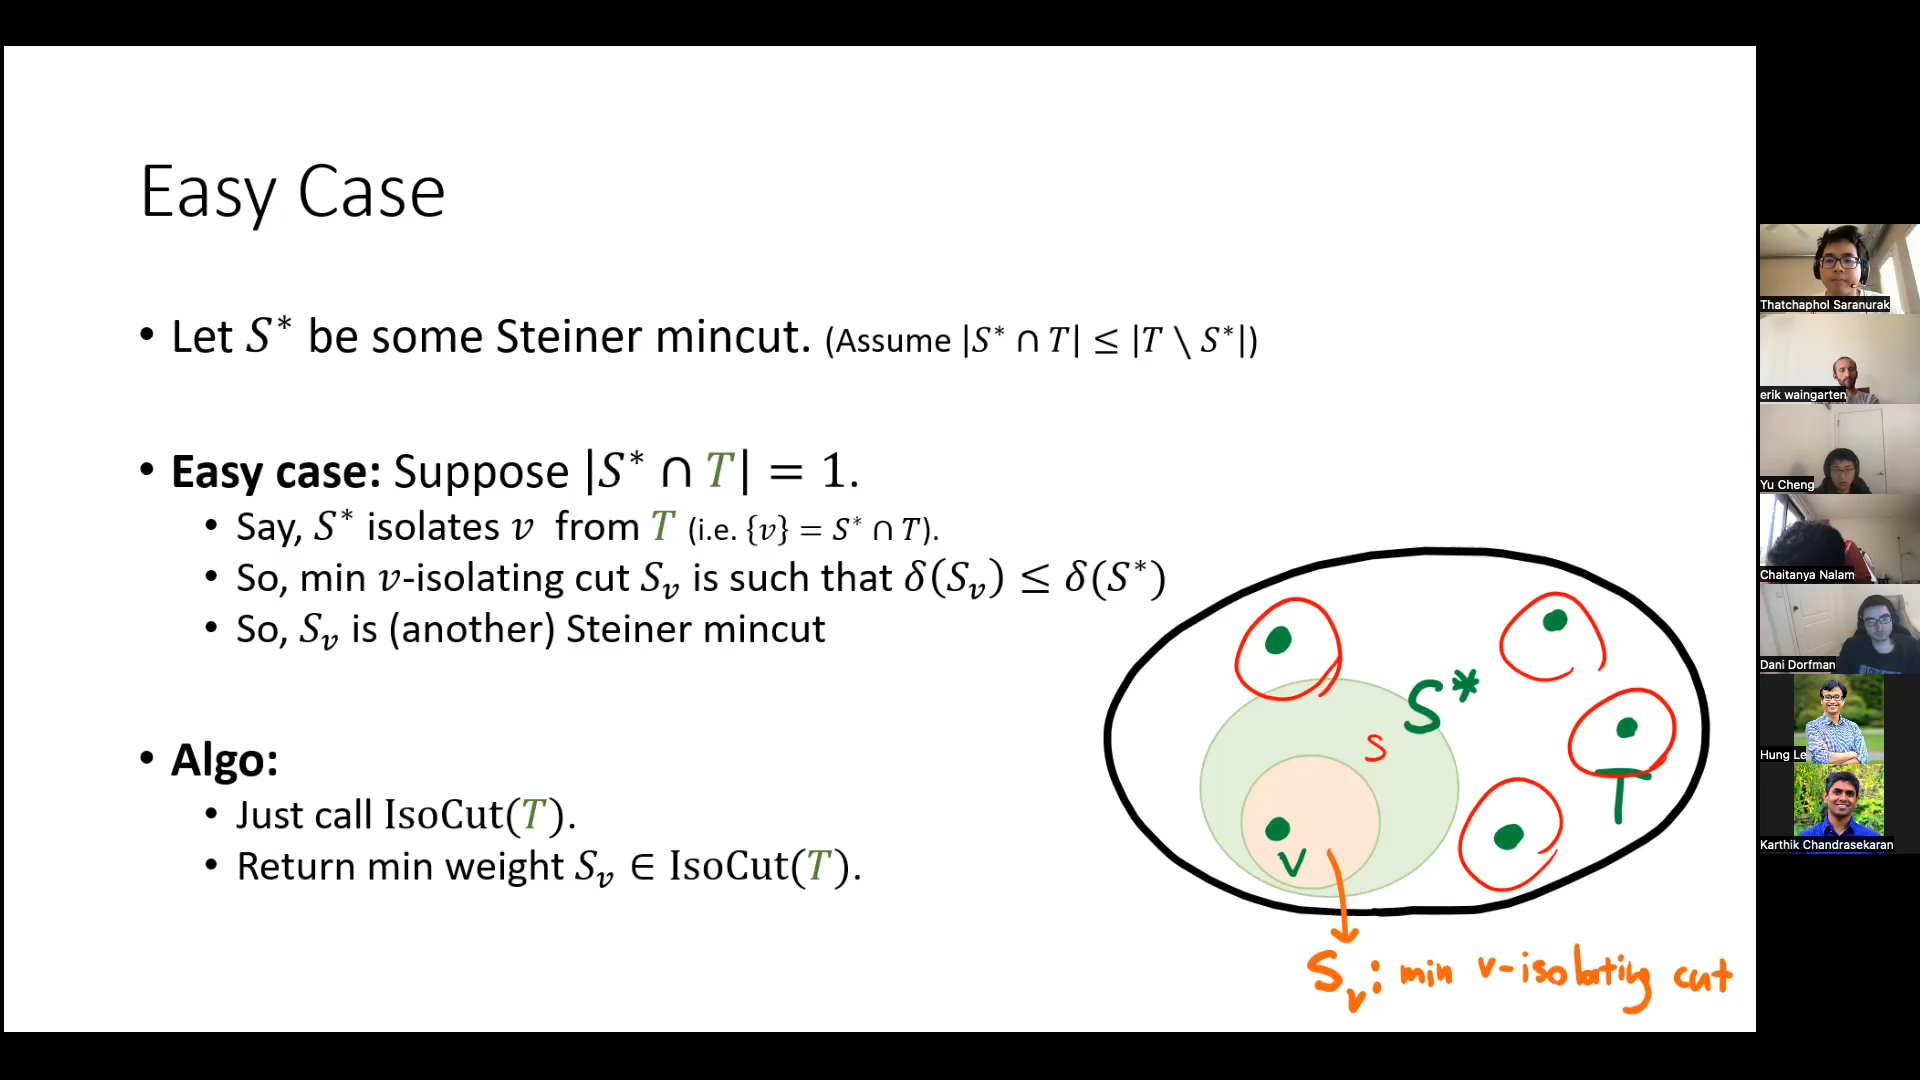 Easy Case
• Let 𝑆* be some Steiner mincut. (Assume |𝑆* ∩ 𝑇| ≤ |𝑇 ∖ 𝑆*|)
• Easy case: Suppose |𝑆* ∩ 𝑇| = 1.
• Say, 𝑆* isolates 𝑣 from 𝑇 (i.e. {𝑣} = 𝑆* ∩ 𝑇).
• So, min 𝑣-isolating cut 𝑆ᵥ is such that 𝛿(𝑆ᵥ) ≤ 𝛿(𝑆*)
• So, 𝑆ᵥ is (another) Steiner mincut
• Algo:
• Just call IsoCut(𝑇).
• Return min weight 𝑆ᵥ ∈ IsoCut(𝑇).
S*
S
T
V
Sᵥ: min v-isolating cut
Thatchaphol Saranurak
erik waingarten
Yu Cheng
Chaitanya Nalam
Dani Dorfman
Hung Le
Karthik Chandrasekaran